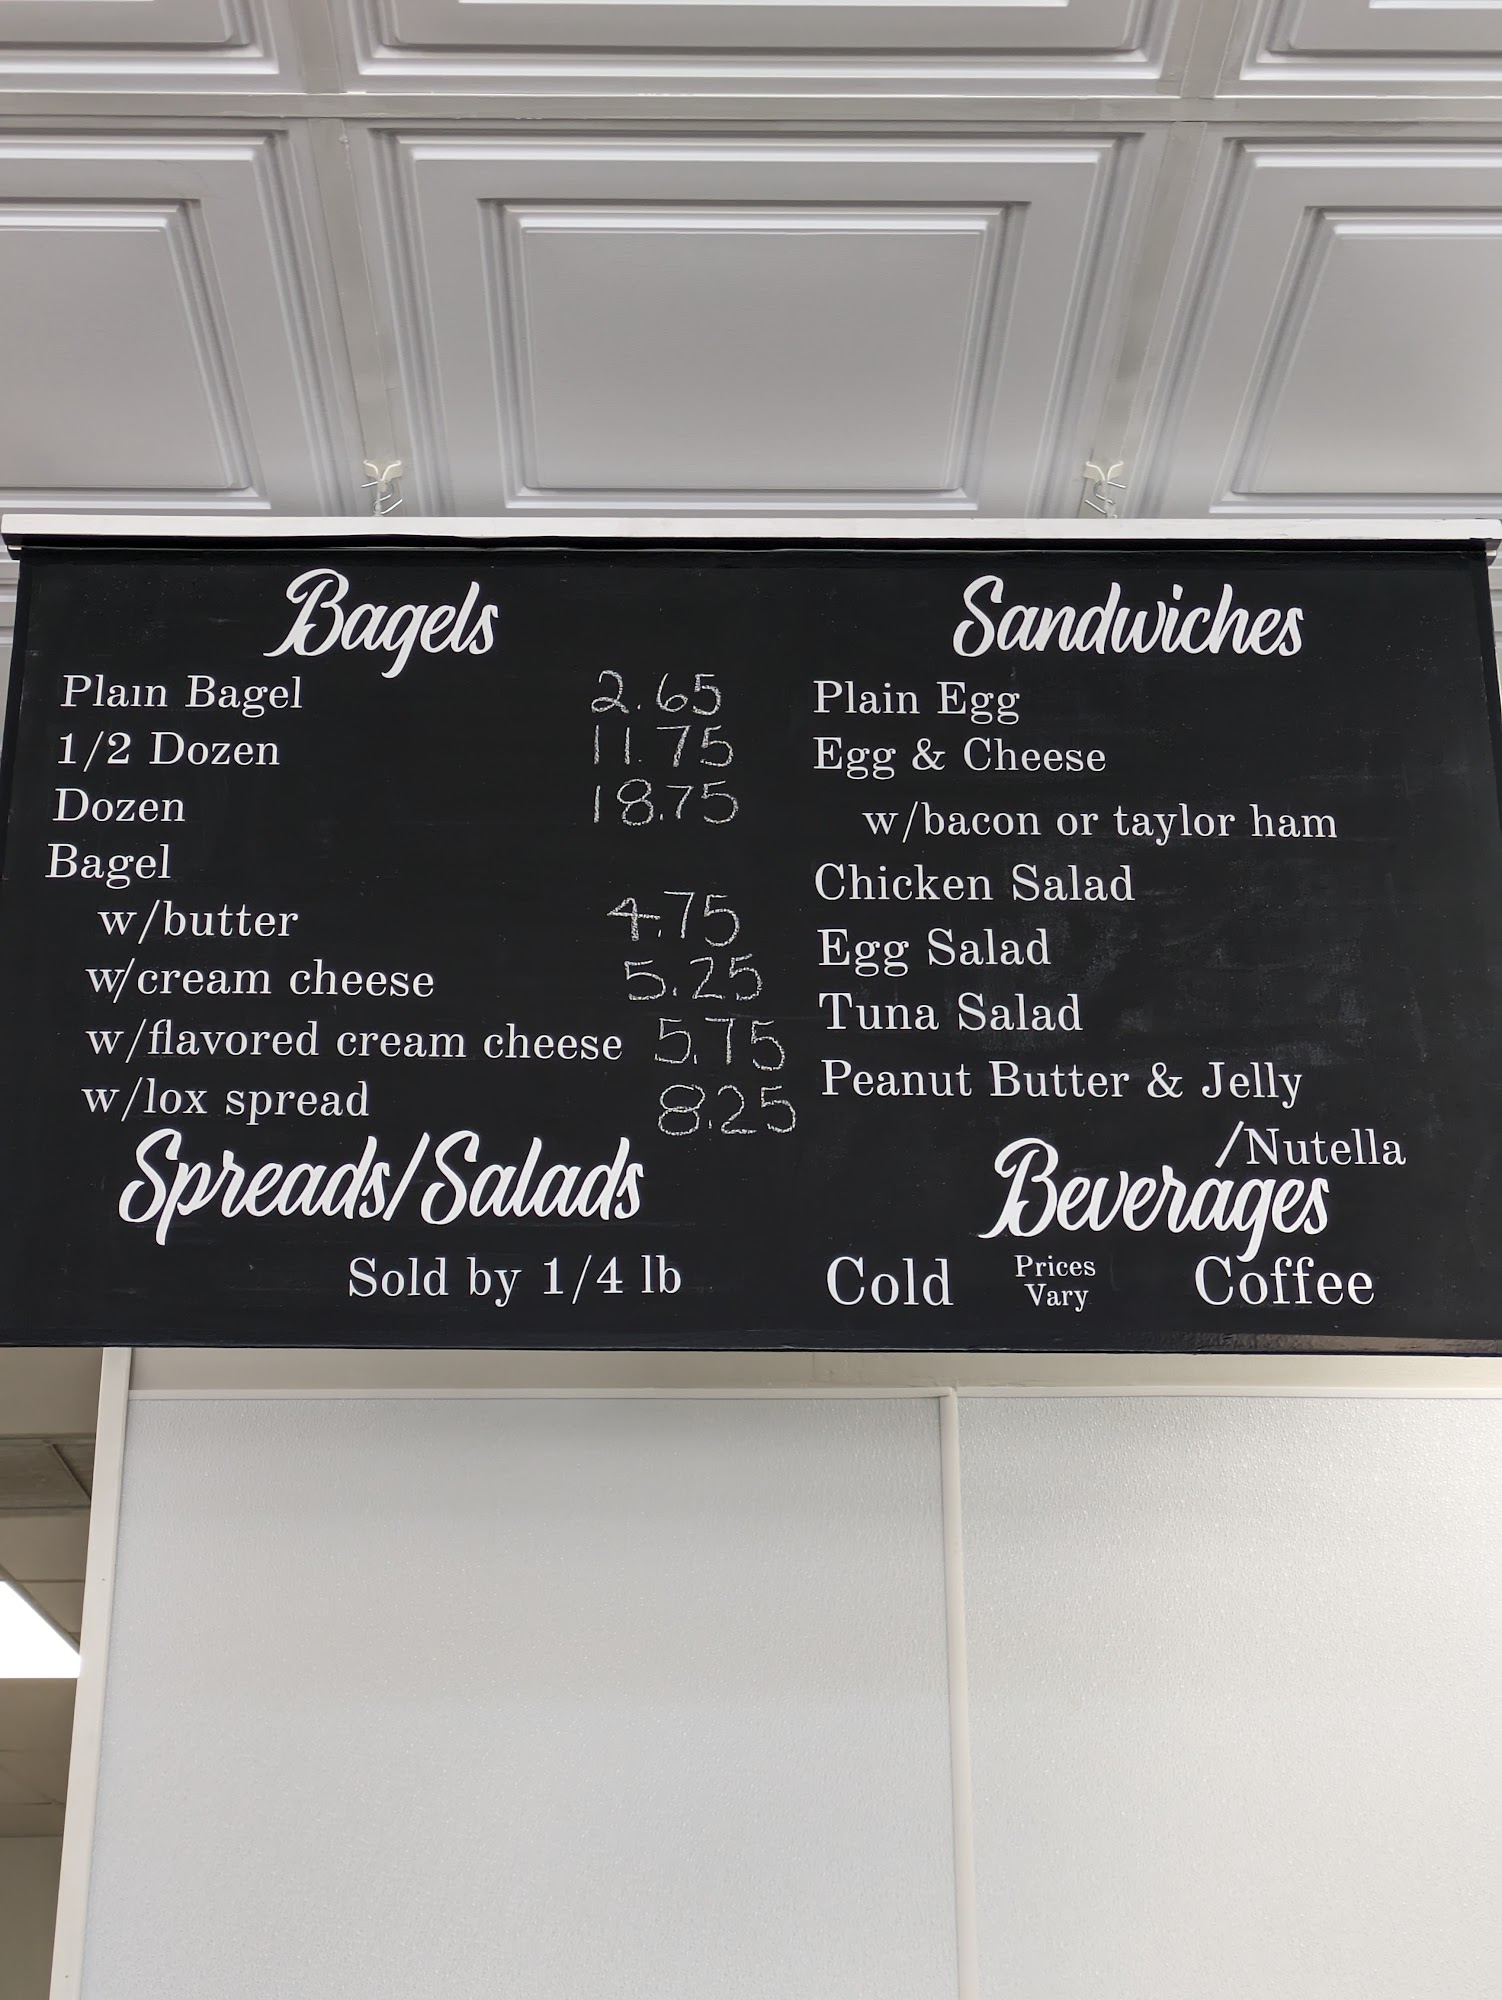 Bagels
Plain Bagel 2.65
1/2 Dozen 11.75
Dozen 18.75
Bagel
w/butter 4.75
w/cream cheese 5.25
w/flavored cream cheese 5.75
w/lox spread 8.25
Spreads/Salads
Sold by 1/4 lb
Sandwiches
Plain Egg
Egg & Cheese
w/bacon or taylor ham
Chicken Salad
Egg Salad
Tuna Salad
Peanut Butter & Jelly
/Nutella
Beverages
Cold Prices Coffee
Vary